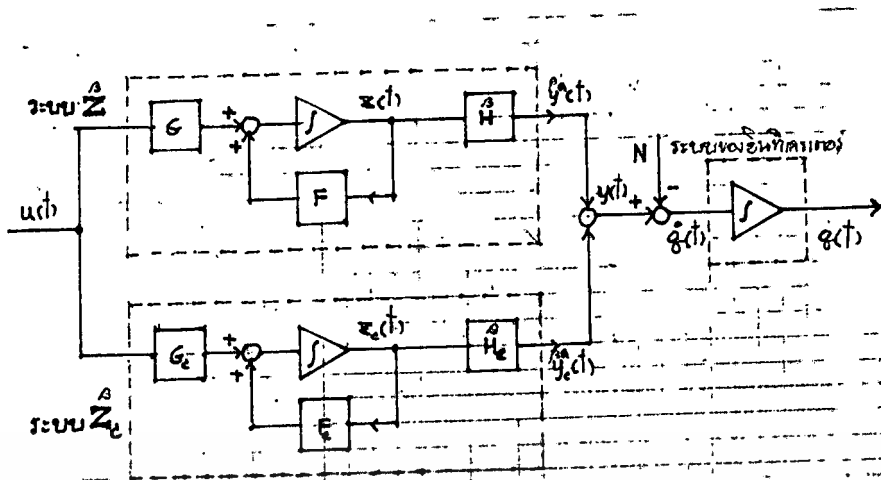 ระบบ Ẑ
G
+
+
∫
z(t)
Ĥ
ŷ(t)
F
u(t)
N
ระบบของอินทิเกรเตอร์
y(t)
+
-
q̇(t)
∫
q(t)
ระบบ Ẑc
Gc
+
+
∫
zc(t)
Ĥc
ŷc(t)
Fc